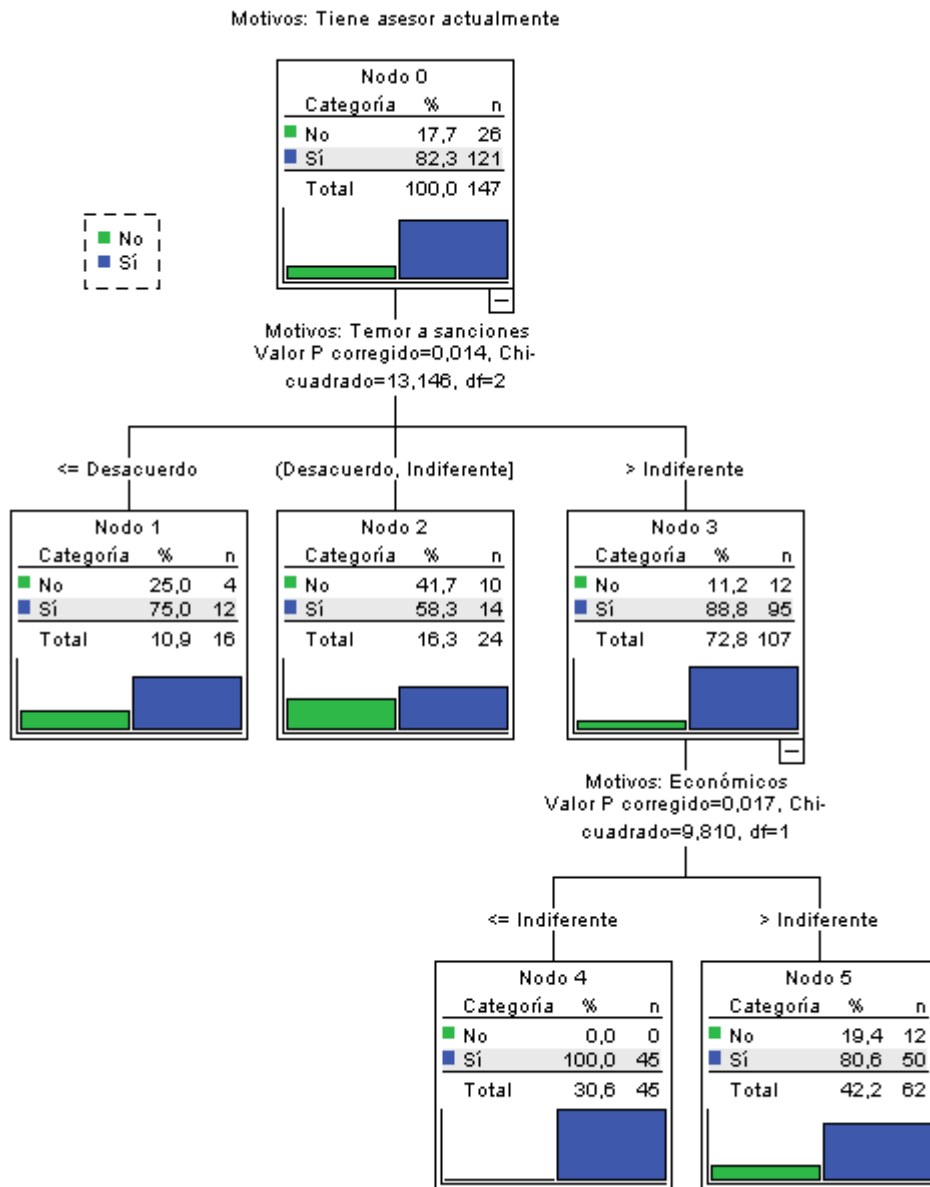 Motivos: Tiene asesor actualmente
Nodo 0
Categoría % n
No 17,7 26
Sí 82,3 121
Total 100,0 147
No
Sí
Motivos: Temor a sanciones
Valor P corregido=0,014, Chi-
cuadrado=13,146, df=2
<= Desacuerdo (Desacuerdo, Indiferente] > Indiferente
Nodo 1
Categoría % n
No 25,0 4
Sí 75,0 12
Total 10,9 16
Nodo 2
Categoría % n
No 41,7 10
Sí 58,3 14
Total 16,3 24
Nodo 3
Categoría % n
No 11,2 12
Sí 88,8 95
Total 72,8 107
Motivos: Económicos
Valor P corregido=0,017, Chi-
cuadrado=9,810, df=1
<= Indiferente > Indiferente
Nodo 4
Categoría % n
No 0,0 0
Sí 100,0 45
Total 30,6 45
Nodo 5
Categoría % n
No 19,4 12
Sí 80,6 50
Total 42,2 62